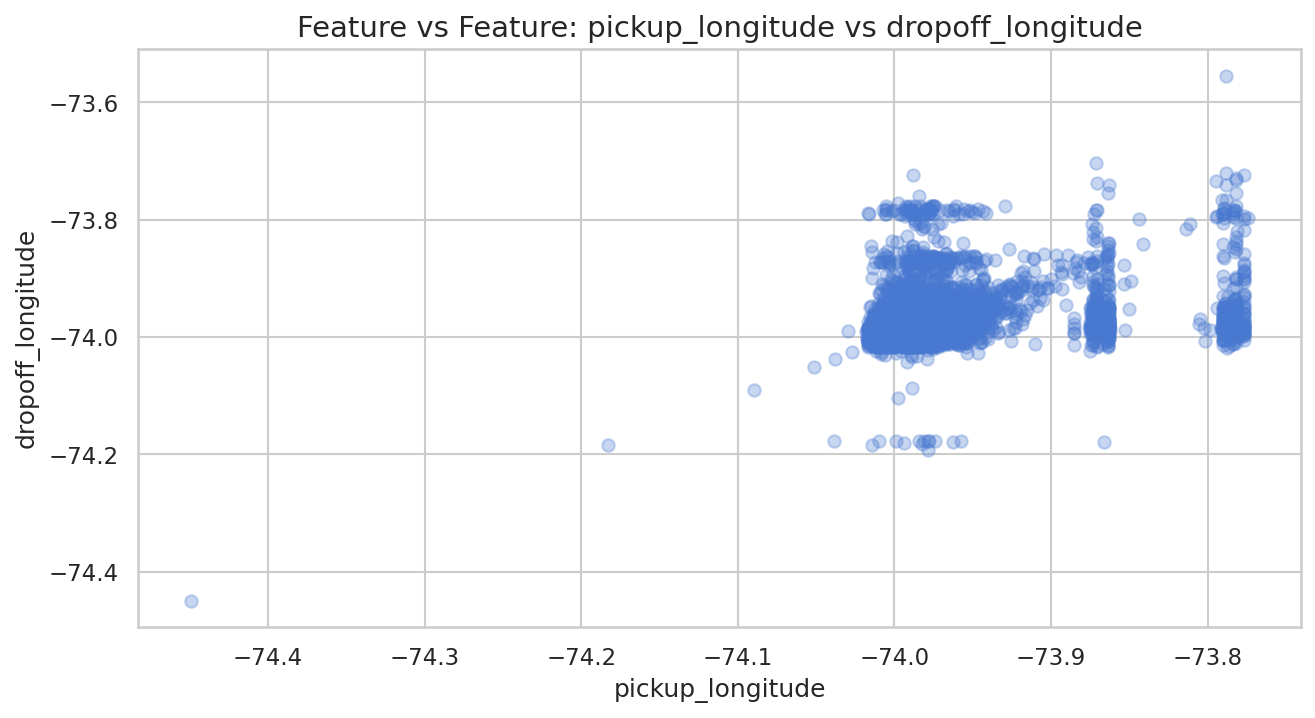 Feature vs Feature: pickup_longitude vs dropoff_longitude
−73.6
−73.8
−74.0
−74.2
−74.4
dropoff_longitude
−74.4 −74.3 −74.2 −74.1 −74.0 −73.9 −73.8
pickup_longitude